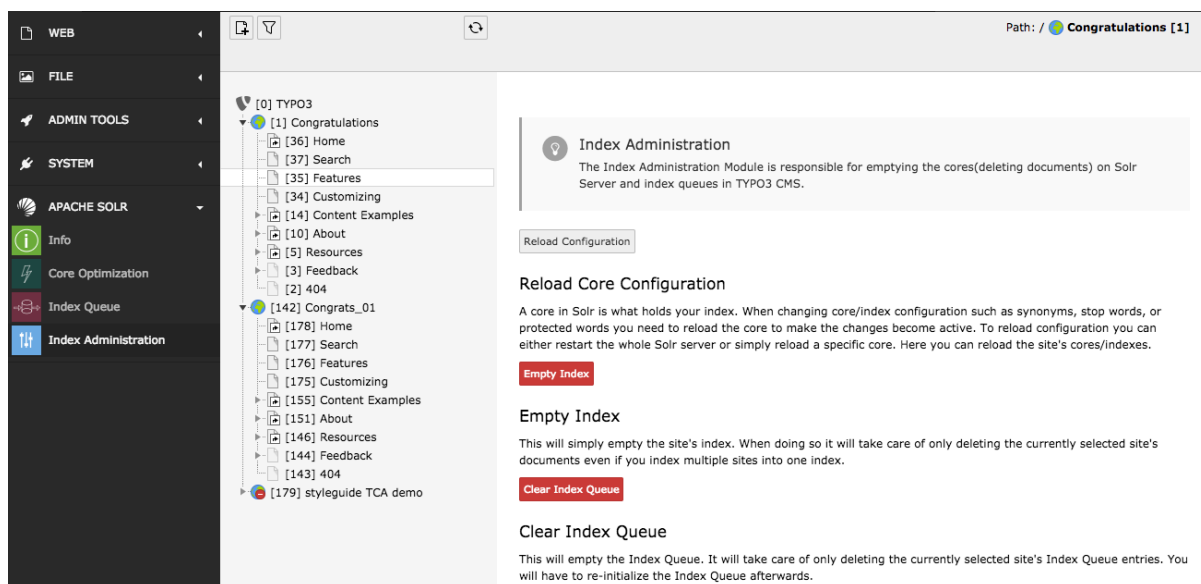 WEB
FILE
ADMIN TOOLS
SYSTEM
APACHE SOLR
Info
Core Optimization
Index Queue
Index Administration
[0] TYPO3
[1] Congratulations
[36] Home
[37] Search
[35] Features
[34] Customizing
[14] Content Examples
[10] About
[5] Resources
[3] Feedback
[2] 404
[142] Congrats_01
[178] Home
[177] Search
[176] Features
[175] Customizing
[155] Content Examples
[151] About
[146] Resources
[144] Feedback
[143] 404
[179] styleguide TCA demo
Path: / Congratulations [1]
Index Administration
The Index Administration Module is responsible for emptying the cores(deleting documents) on Solr
Server and index queues in TYPO3 CMS.
Reload Configuration
Reload Core Configuration
A core in Solr is what holds your index. When changing core/index configuration such as synonyms, stop words, or
protected words you need to reload the core to make the changes become active. To reload configuration you can
either restart the whole Solr server or simply reload a specific core. Here you can reload the site's cores/indexes.
Empty Index
Empty Index
This will simply empty the site's index. When doing so it will take care of only deleting the currently selected site's
documents even if you index multiple sites into one index.
Clear Index Queue
Clear Index Queue
This will empty the Index Queue. It will take care of only deleting the currently selected site's Index Queue entries. You
will have to re-initialize the Index Queue afterwards.